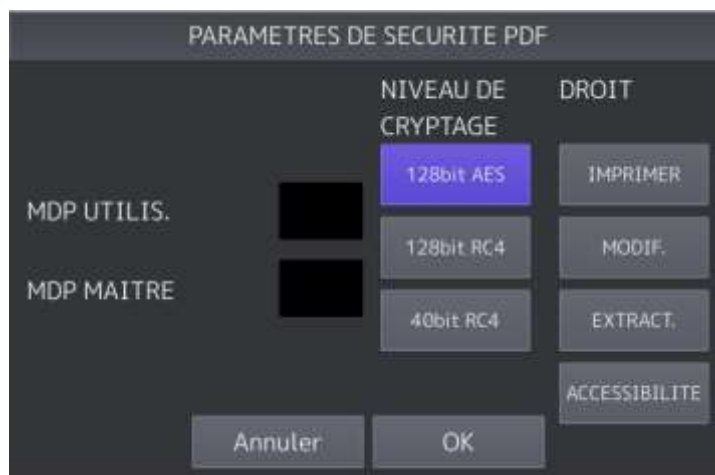 PARAMETRES DE SECURITE PDF
NIVEAU DE
CRYPTAGE
DROIT
128bit AES
IMPRIMER
MDP UTILIS.
128bit RC4
MODIF.
MDP MAITRE
40bit RC4
EXTRACT.
ACCESSIBILITE
Annuler
OK